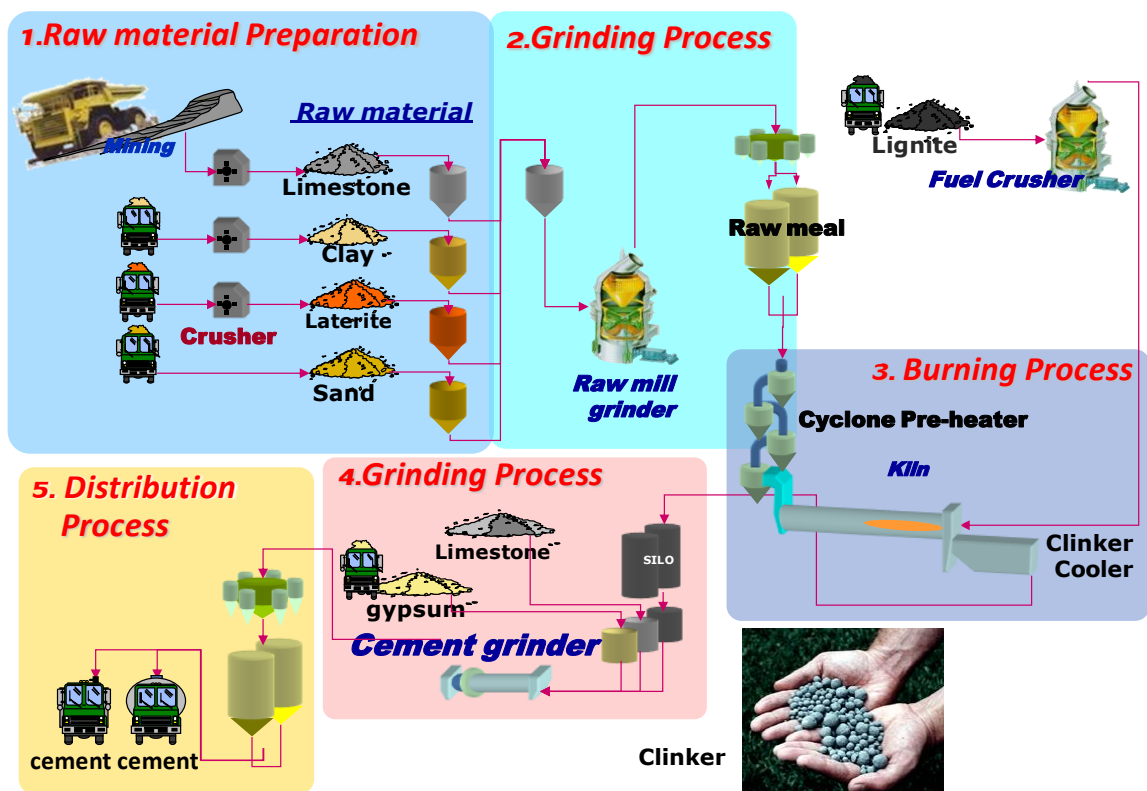 1.Raw material Preparation
Raw material
Mining
Limestone
Clay
Laterite
Crusher
Sand
2.Grinding Process
Raw meal
Raw mill
grinder
Lignite
Fuel Crusher
3. Burning Process
Cyclone Pre-heater
Kiln
Clinker
Cooler
4.Grinding Process
Limestone
SILO
gypsum
Cement grinder
5. Distribution
Process
cement cement
Clinker